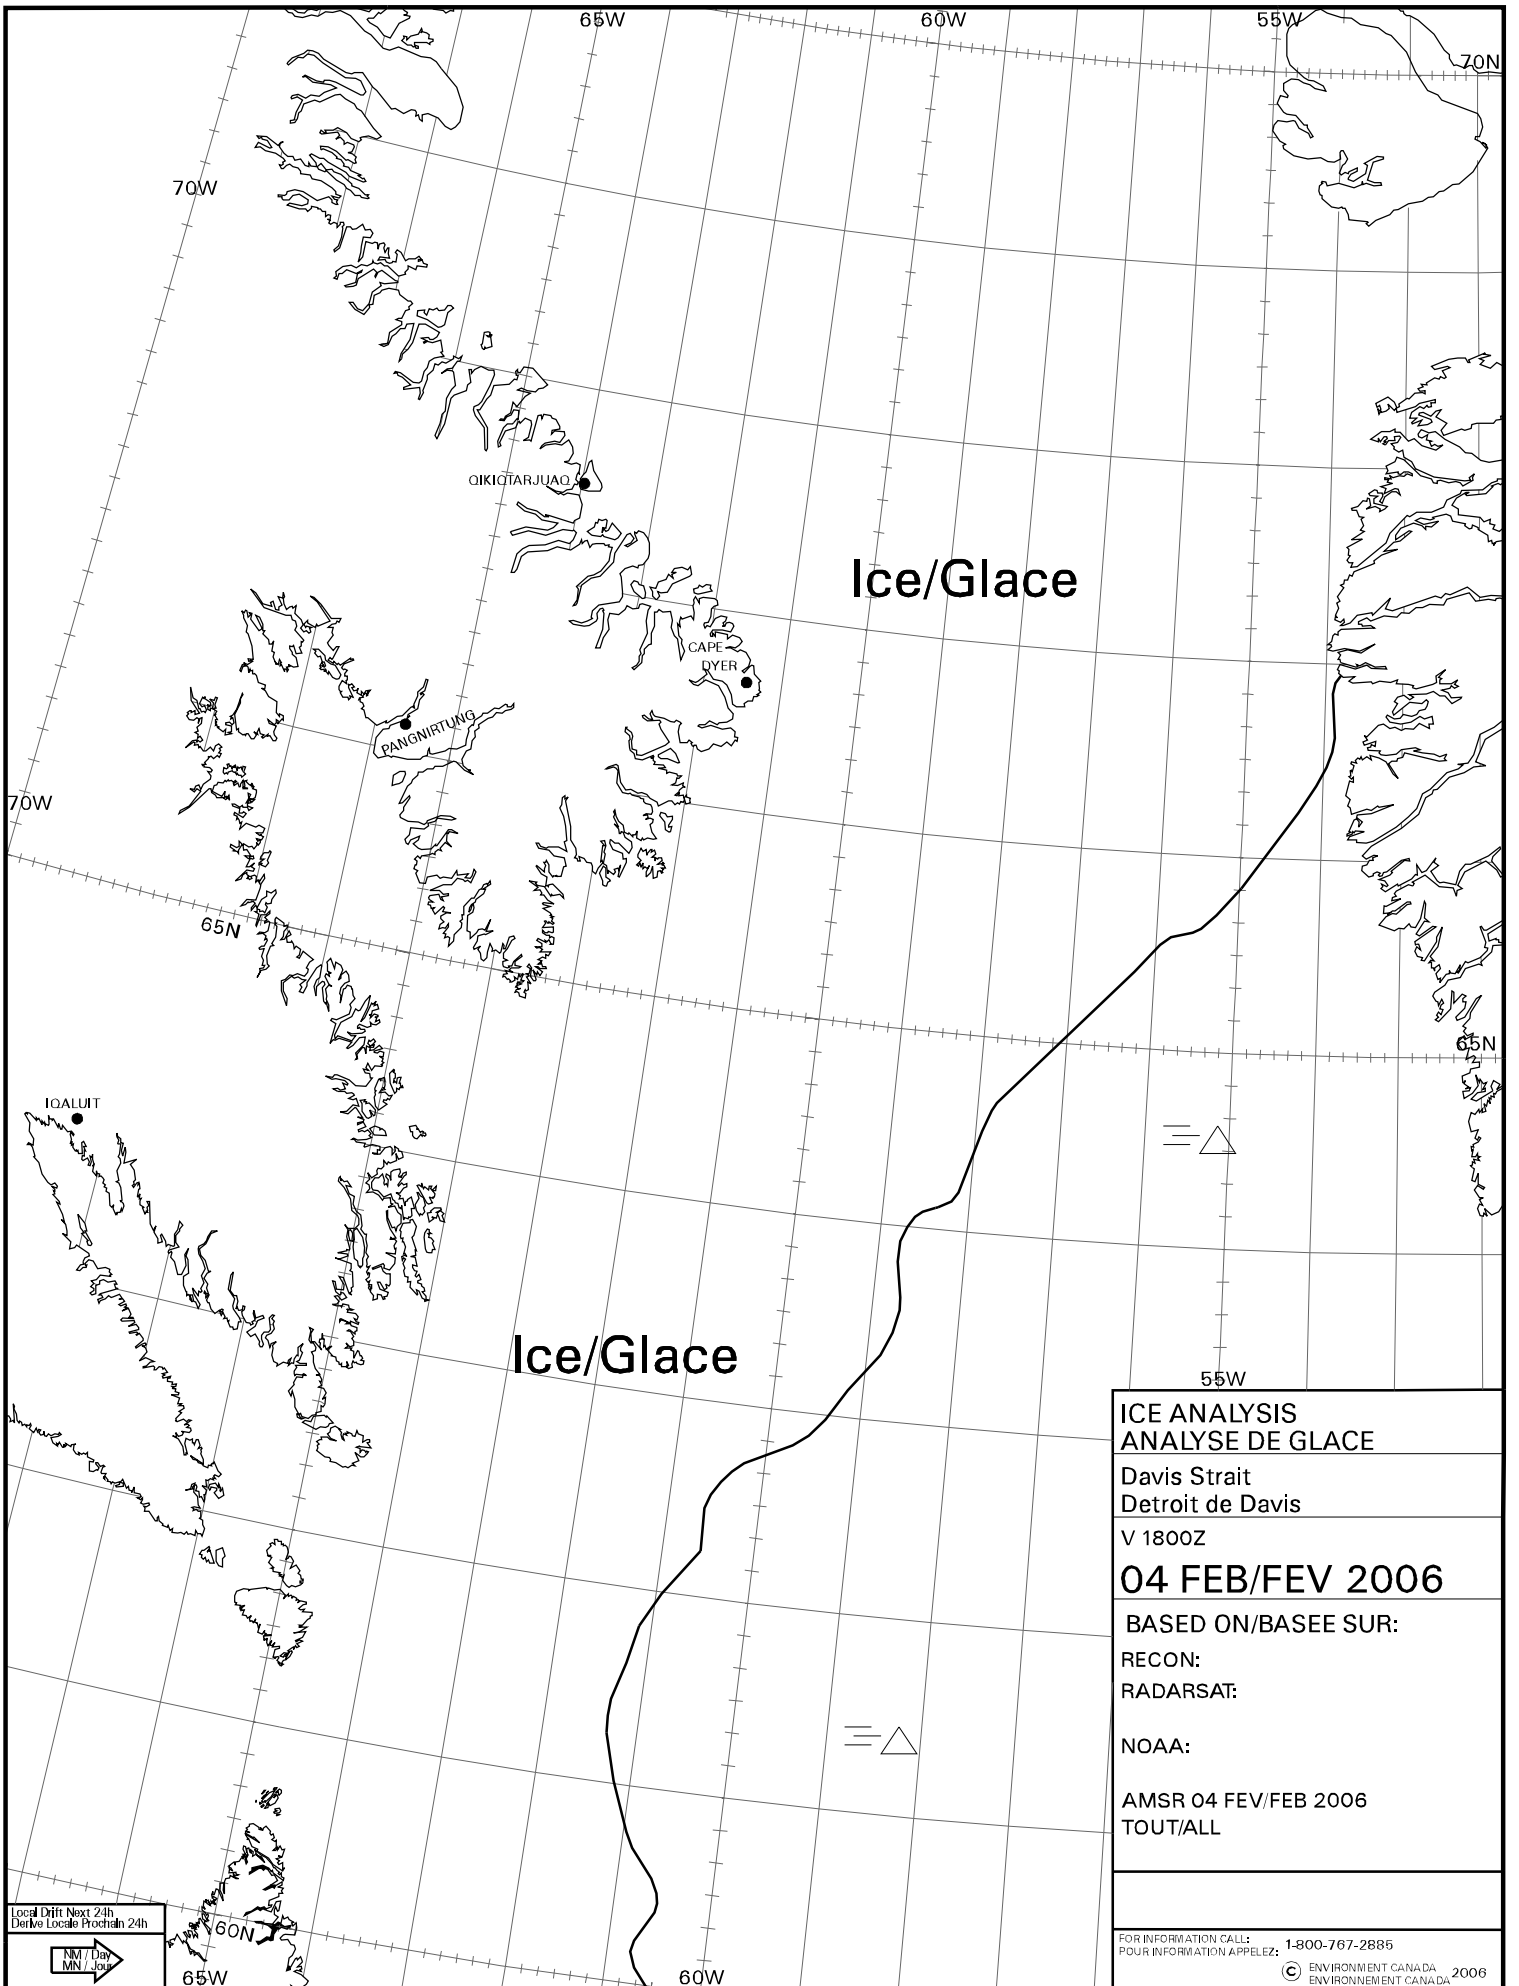 65W
60W
55W
70N
70W
QIKIQTARJUAQ
Ice/Glace
CAPE
DYER
PANGNIRTUNG
70W
65N
65N
IQALUIT
Ice/Glace
55W
ICE ANALYSIS
ANALYSE DE GLACE
Davis Strait
Detroit de Davis
V 1800Z
04 FEB/FEV 2006
BASED ON/BASEE SUR:
RECON:
RADARSAT:
NOAA:
AMSR 04 FEV/FEB 2006
TOUT/ALL
Local Drift Next 24h
Derive Locale Prochain 24h
NM / Day
MN / Jour
60N
65W
60W
FOR INFORMATION CALL:
POUR INFORMATION APPELEZ: 1-800-767-2885
© ENVIRONMENT CANADA
ENVIRONNEMENT CANADA 2006